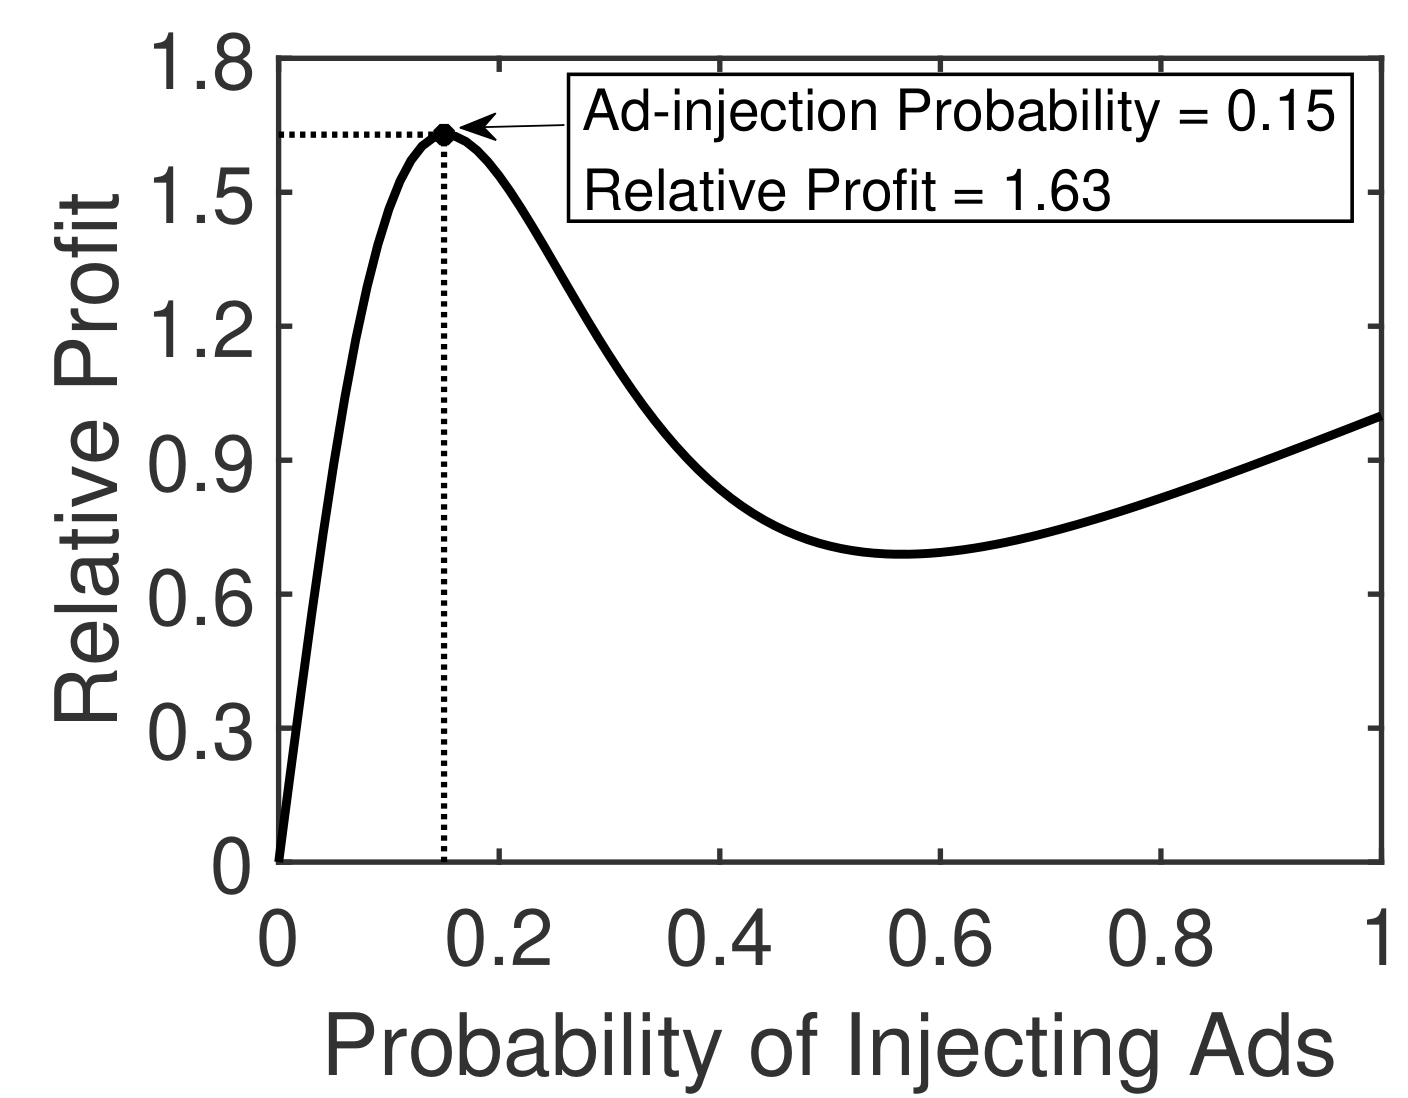 1.8
1.5
1.2
0.9
0.6
0.3
0
Relative Profit
Ad-injection Probability = 0.15
Relative Profit = 1.63
0 0.2 0.4 0.6 0.8 1
Probability of Injecting Ads